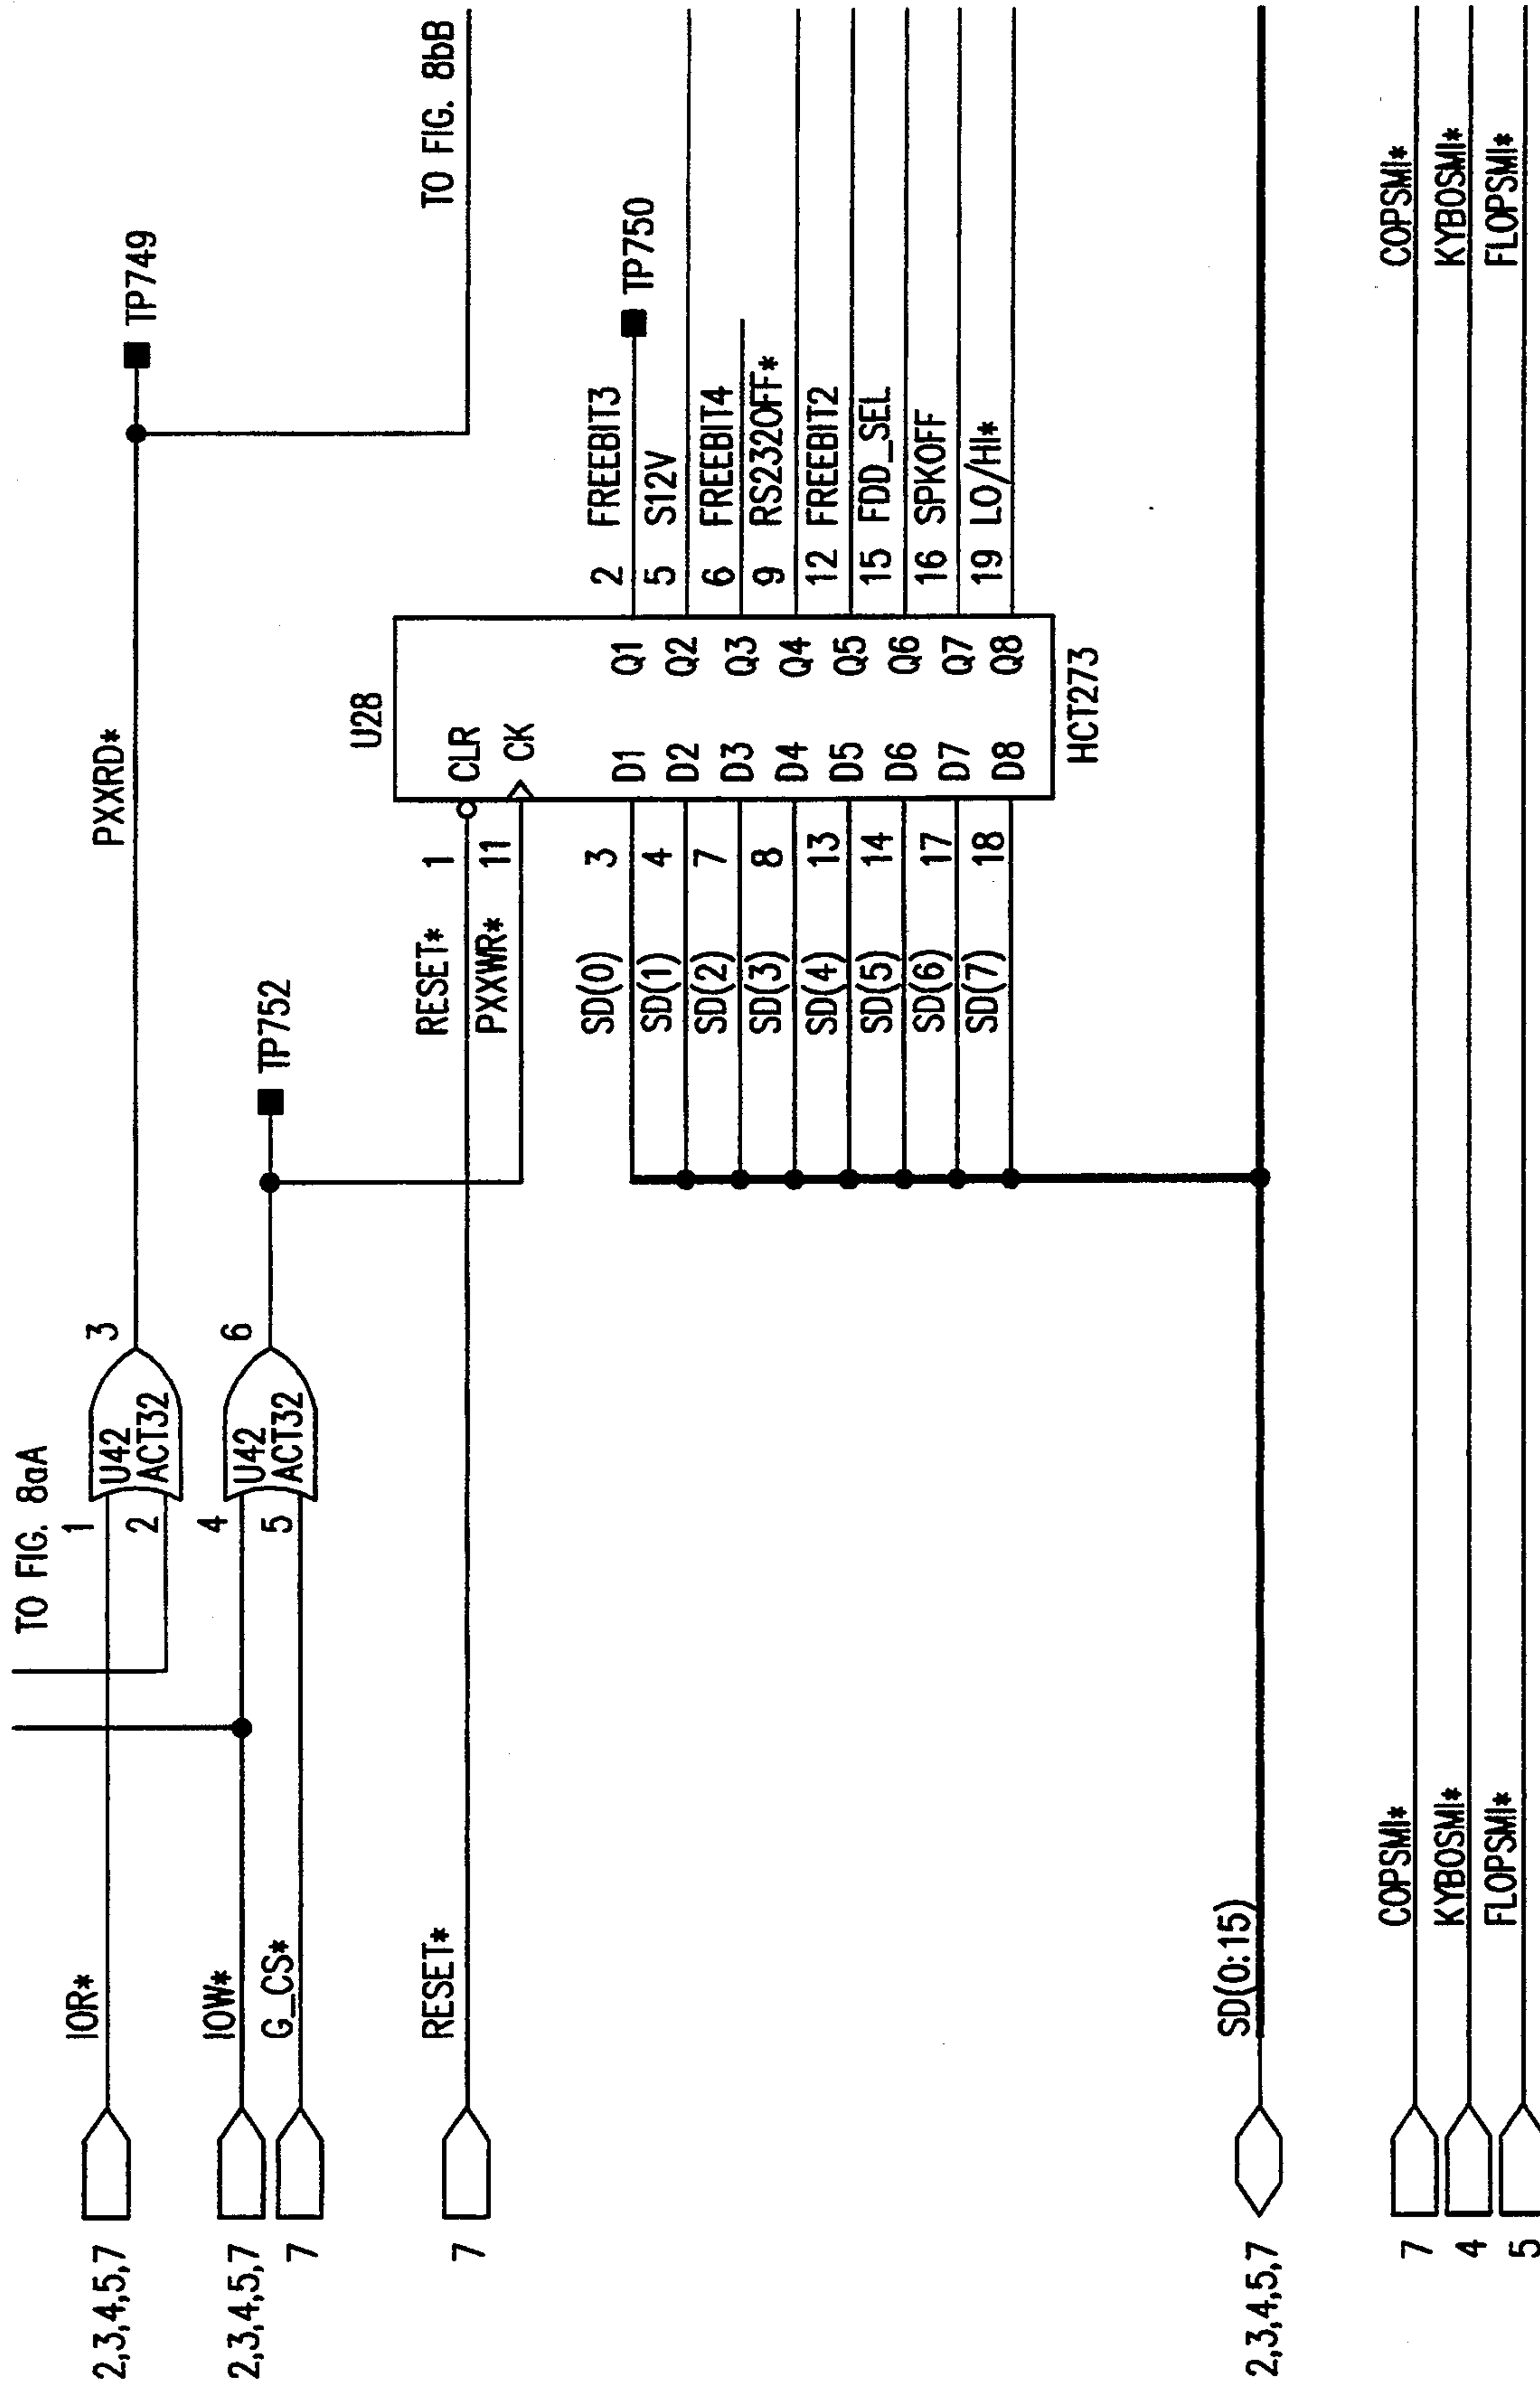 TO FIG. 8aA
2,3,4,5,7
IOR*
1
2
U42
ACT32
3
PXXRD*
TP749
2,3,4,5,7
IOW*
7
G_CS*
4
5
U42
ACT32
6
TP752
TO FIG. 8bB
7
RESET*
RESET*
1
PXXWR*
11
U28
CLR
CK
SD(0)
3
D1
Q1
2
FREEBIT3
TP750
SD(1)
4
D2
Q2
5
S12V
SD(2)
7
D3
Q3
6
FREEBIT4
SD(3)
8
D4
Q4
9
RS232OFF*
SD(4)
13
D5
Q5
12
FREEBIT2
SD(5)
14
D6
Q6
15
FDD_SEL
SD(6)
17
D7
Q7
16
SPKOFF
SD(7)
18
D8
Q8
19
LO/HI*
HCT273
2,3,4,5,7
SD(0:15)
7
COPSMI*
COPSMI*
4
KYBOSMI*
KYBOSMI*
5
FLOPSMI*
FLOPSMI*